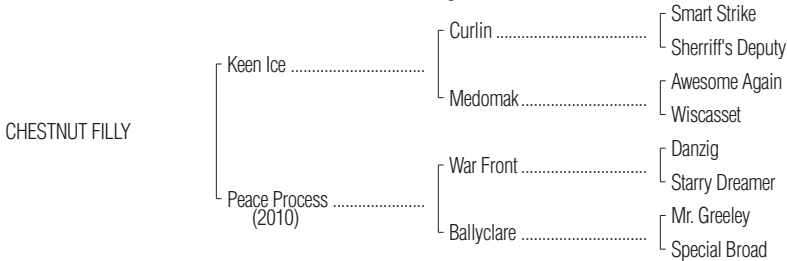 Smart Strike
Curlin ........................................
Sherriff's Deputy
Keen Ice ....................................
Awesome Again
Medomak..................................
Wiscasset
CHESTNUT FILLY
Danzig
War Front ..................................
Starry Dreamer
Peace Process ........................
(2010)
Mr. Greeley
Ballyclare ..................................
Special Broad